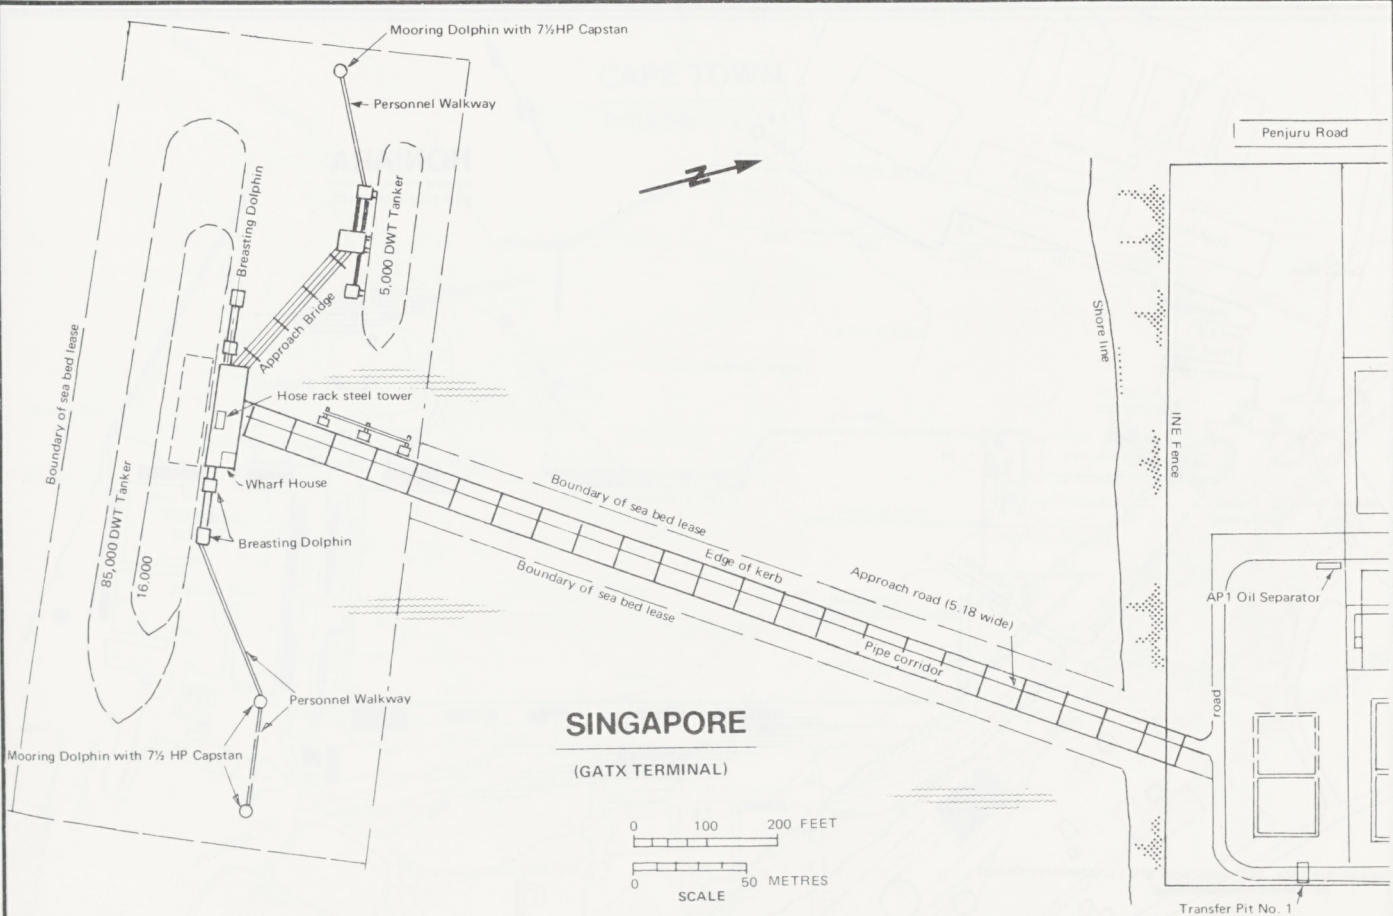 Mooring Dolphin with 7½HP Capstan
Personnel Walkway
Penjuru Road
N
Breasting Dolphin
5,000 DWT Tanker
Approach Bridge
Shore line
Boundary of sea bed lease
Hose rack steel tower
INE Fence
Wharf House
85,000 DWT Tanker
16,000
Breasting Dolphin
Boundary of sea bed lease
Edge of kerb
Boundary of sea bed lease
Approach road (5.18 wide)
AP1 Oil Separator
Pipe corridor
road
Personnel Walkway
Mooring Dolphin with 7½ HP Capstan
SINGAPORE
(GATX TERMINAL)
0 100 200 FEET
0 50 METRES
SCALE
Transfer Pit No. 1